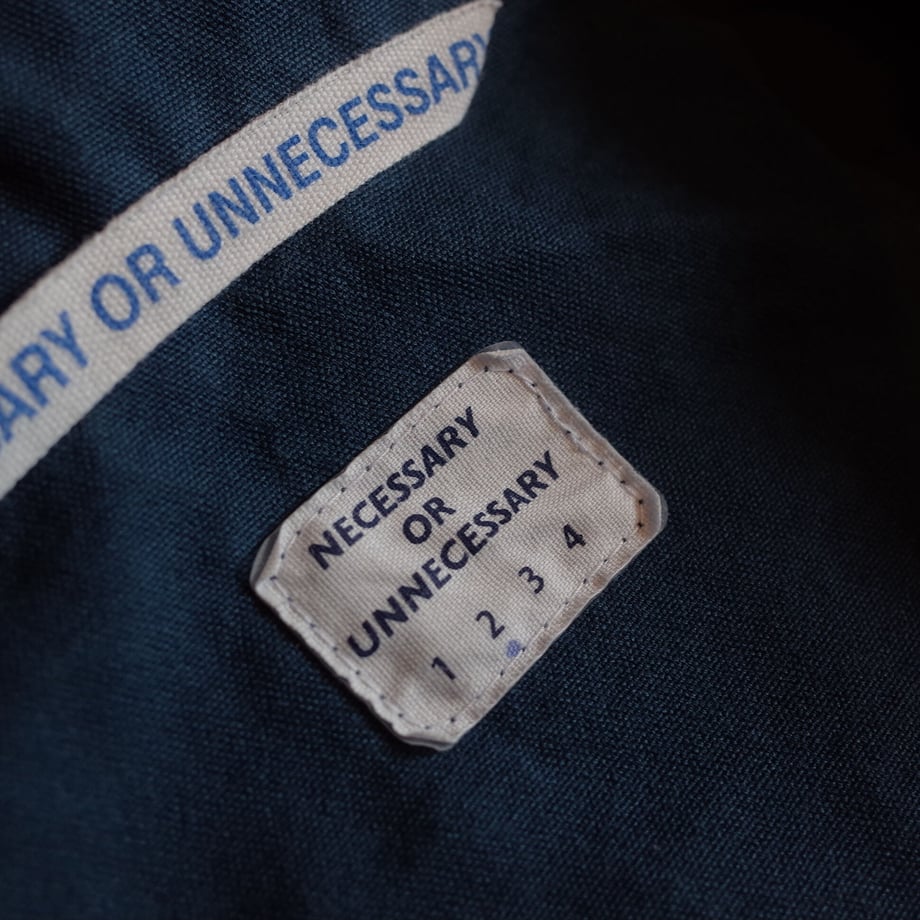 ARY OR UNNECESSARY
NECESSARY
OR
UNNECESSARY
1 2 3 4